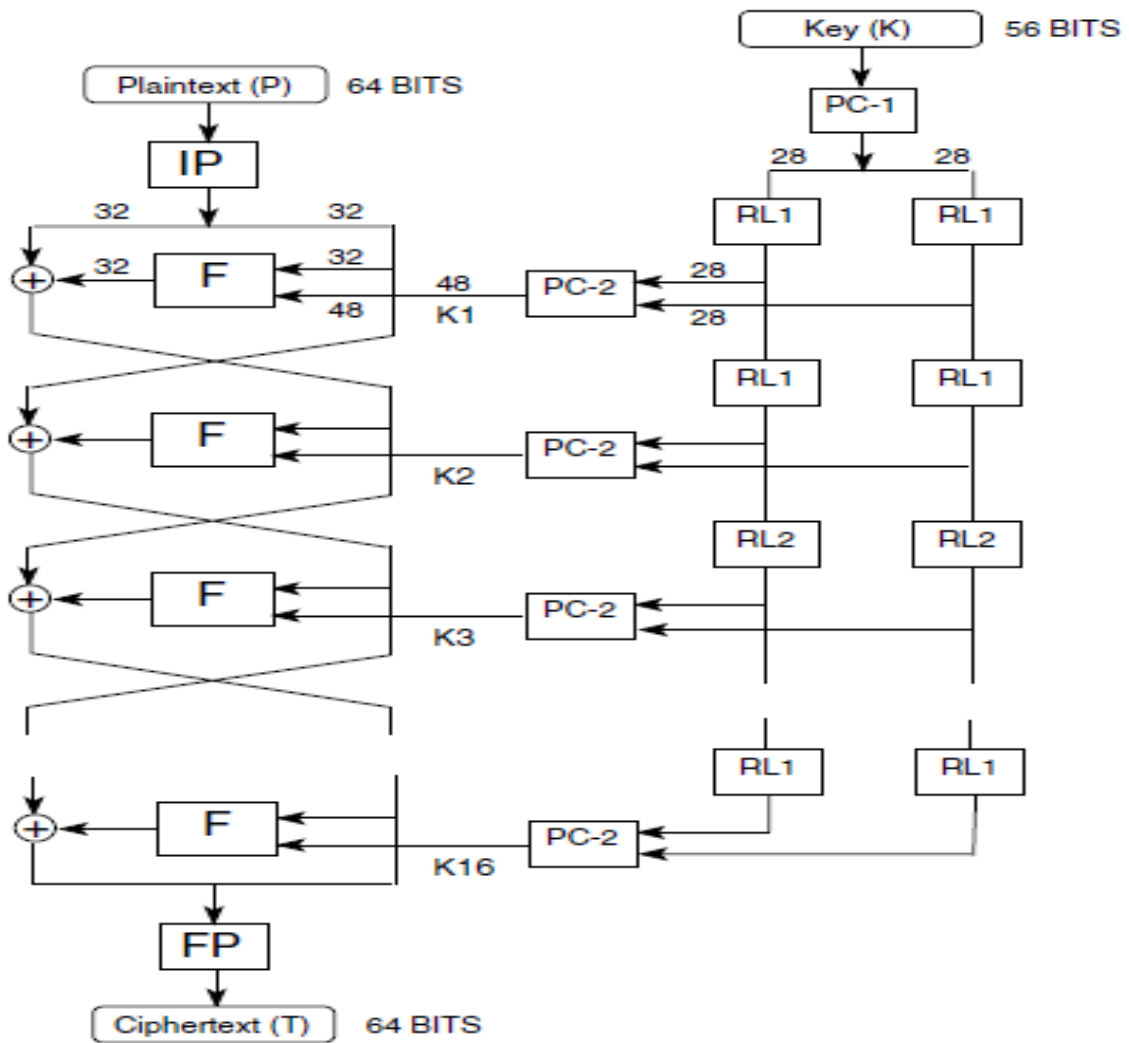 Key (K) 56 BITS
Plaintext (P) 64 BITS
PC-1
IP
28 28
32 32
RL1 RL1
32
32 F 28
48 PC-2
48 K1 28
RL1 RL1
F
PC-2
K2
RL2 RL2
F
PC-2
K3
RL1 RL1
F
PC-2
K16
FP
Ciphertext (T) 64 BITS